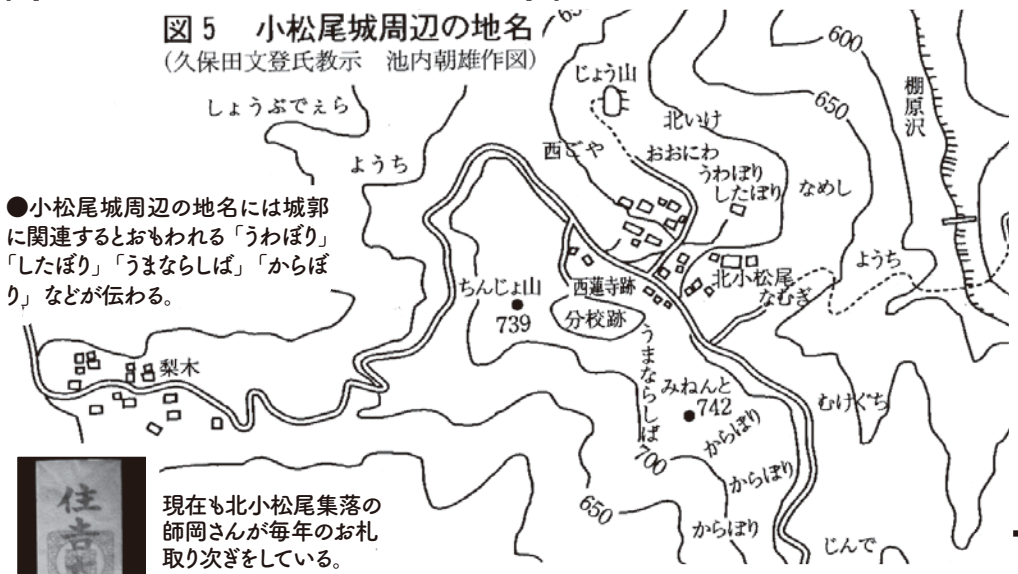 図5 小松尾城周辺の地名
(久保田文登氏教示 池内朝雄作図)
しょうぶでぇら
ようち
じょう山
600
650
棚原沢
北いけ
西ごや
おおにわ
うわぼり
したぼり
なめし
●小松尾城周辺の地名には城郭
に関連するとおもわれる「うわぼり」
「したぼり」「うまならしば」「からぼ
り」などが伝わる。
ちんじょ山
739
西蓮寺跡
分校跡
北小松尾
なむぎ
ようち
梨木
うまならしば
みねんと
742
700
からぼり
からぼり
からぼり
むけぐち
650
じんで
住吉
現在も北小松尾集落の
師岡さんが毎年のお札
取り次ぎをしている。